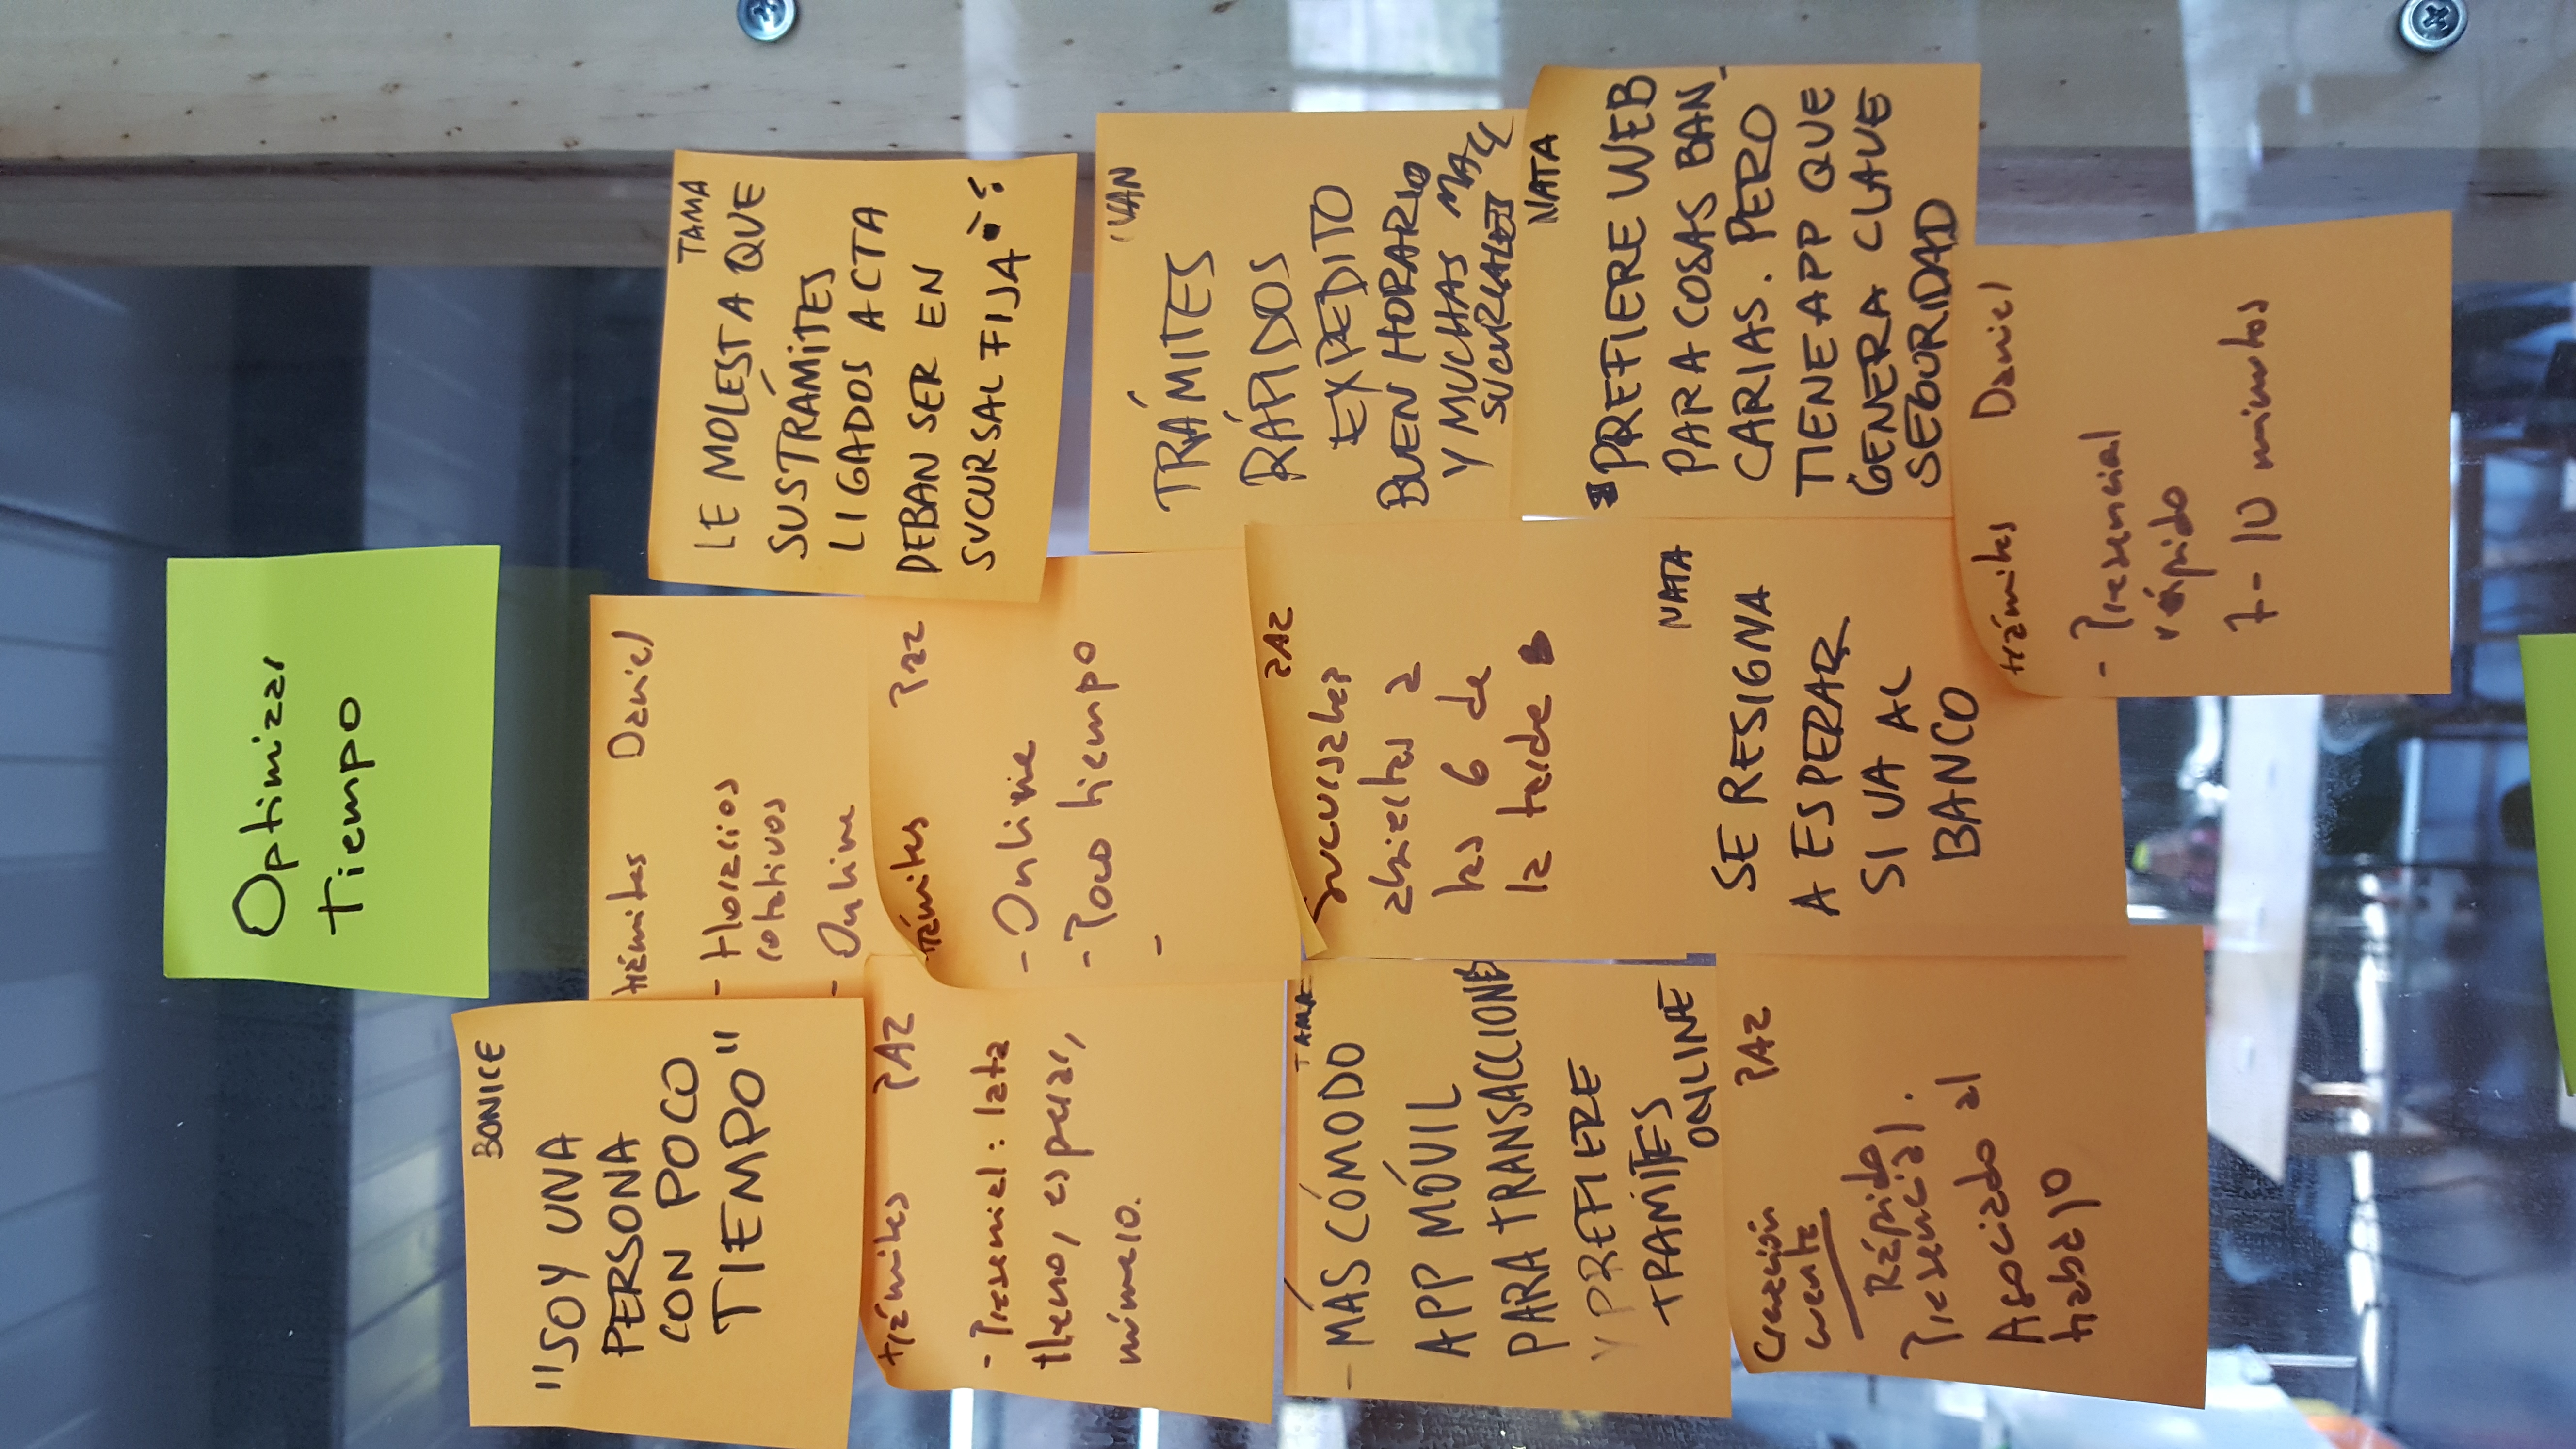 Optimizar
Tiempo
BONICE
"SOY UNA
PERSONA
CON POCO
TIEMPO"
trámites Daniel
- Horarios
rotativos
- Online
TAMA
LE MOLESTA QUE
SUS TRÁMITES
LIGADOS A CTA
DEBAN SER EN
SUCURSAL FIJA
trámites PAZ
- Presenciel: lata
lleno, esperar,
número.
trámites Paz
- Online
- Poco tiempo
-
IVAN
TRÁMITES
RÁPIDOS
EXPEDITO
BUEN HORARIO
Y MUCHAS
SUCURSALES
TAMA
- MÁS CÓMODO
APP MÓVIL
PARA TRANSACCIONES
Y PREFIERE
TRAMITES
ONLINE
PAZ
Sucursales
abiertas a
las 6 de
la tarde
NATA
PREFIERE WEB
PARA COSAS BAN_
CARIAS. PERO
TIENE APP QUE
GENERA CLAVE
SEGURIDAD
NATA
SE RESIGNA
A ESPERAR
SI VA AL
BANCO
Creación PAZ
cuenta
Rápido
Presencial.
Asociado al
trabajo
trámites Daniel
- Presencial
rápido
7-10 minutos